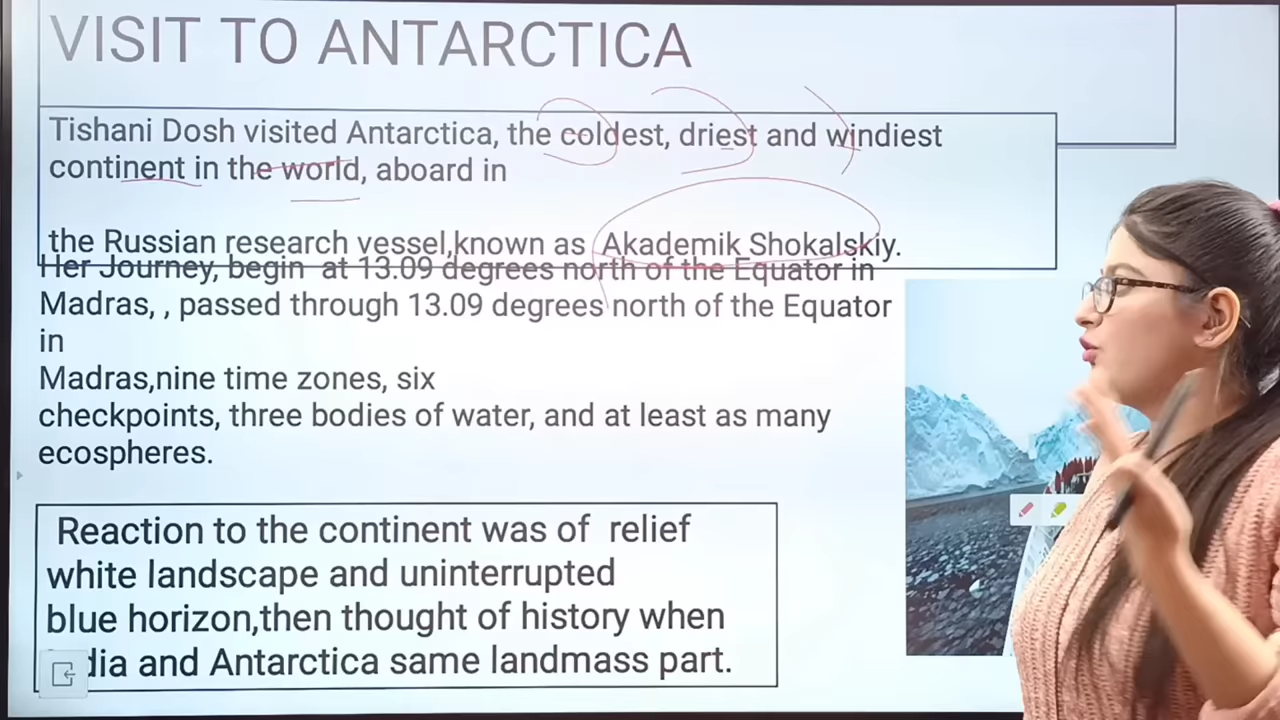 VISIT TO ANTARCTICA
Tishani Dosh visited Antarctica, the coldest, driest and windiest
continent in the world, aboard in
the Russian research vessel,known as Akademik Shokalskiy.
Her Journey, begin at 13.09 degrees north of the Equator in
Madras, , passed through 13.09 degrees north of the Equator
in
Madras,nine time zones, six
checkpoints, three bodies of water, and at least as many
ecospheres.
Reaction to the continent was of relief
white landscape and uninterrupted
blue horizon,then thought of history when
dia and Antarctica same landmass part.